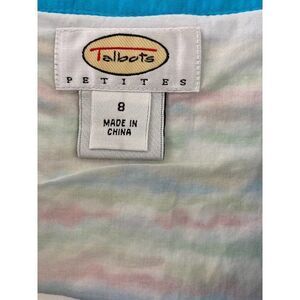 Talbots
PETITES
8
MADE IN
CHINA